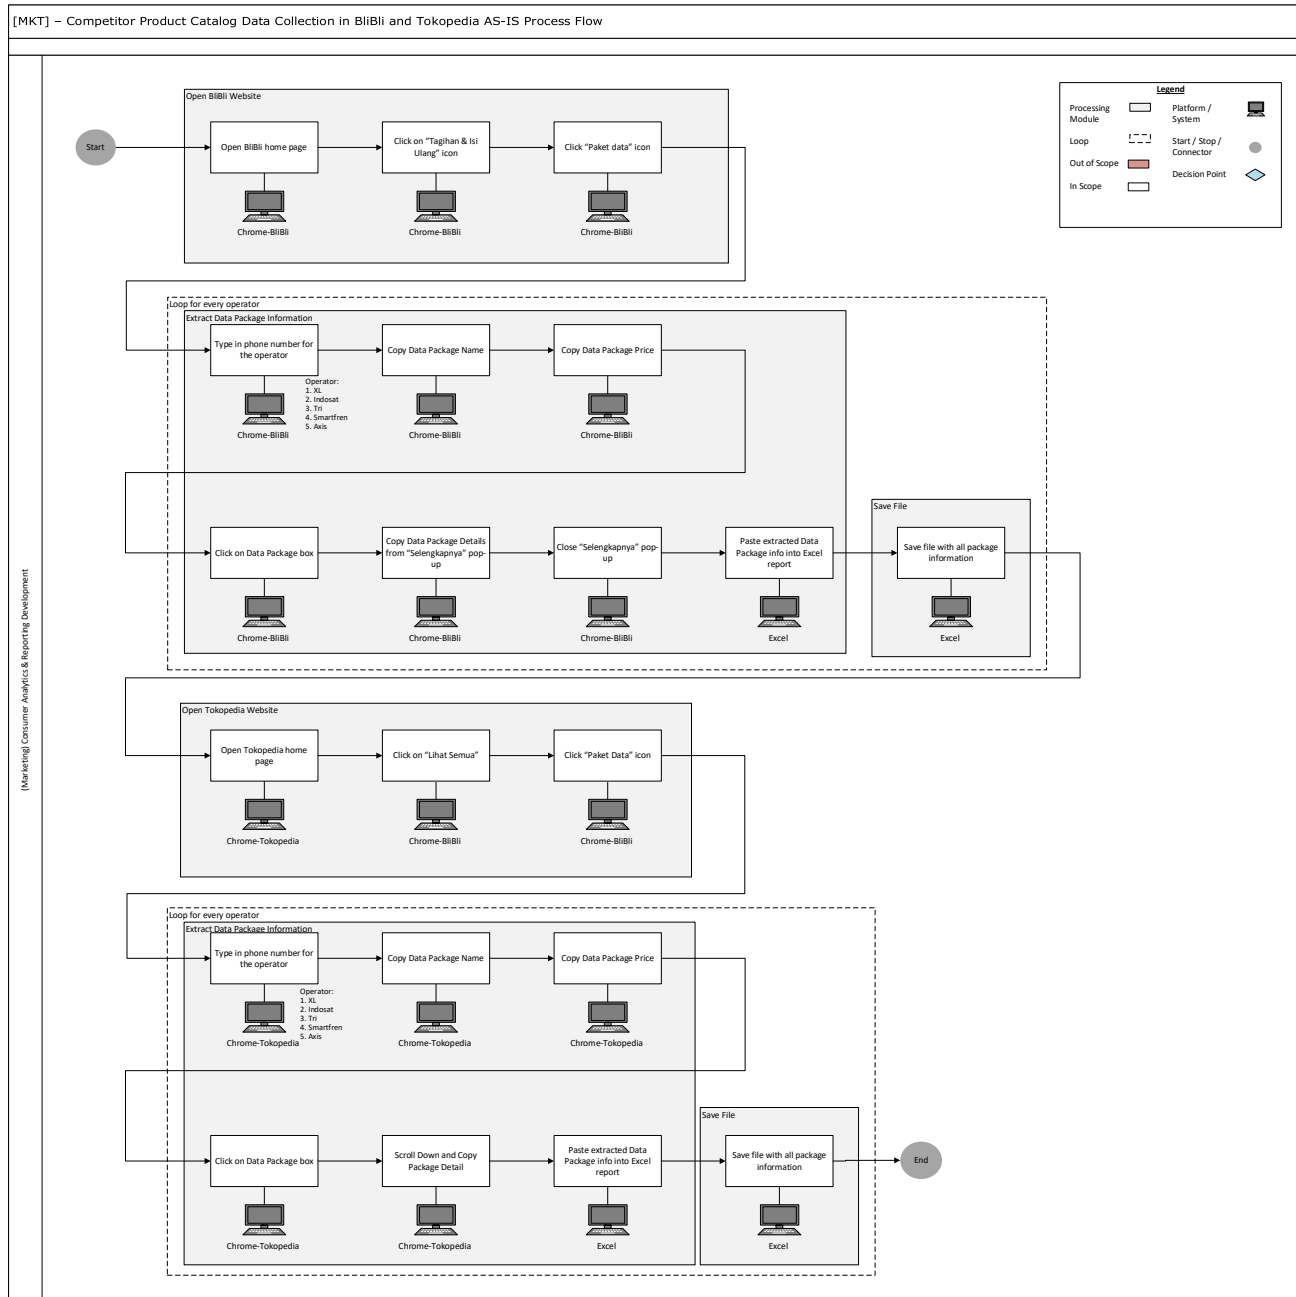 [MKT] – Competitor Product Catalog Data Collection in BliBli and Tokopedia AS-IS Process Flow
(Marketing) Consumer Analytics & Reporting Development
Legend
Processing
Module
Platform /
System
Loop
Start / Stop /
Connector
Out of Scope
Decision Point
In Scope
Start
Open BliBli Website
Open BliBli home page
Click on “Tagihan & Isi
Ulang” icon
Click “Paket data” icon
Chrome-BliBli
Chrome-BliBli
Chrome-BliBli
Loop for every operator
Extract Data Package Information
Type in phone number for
the operator
Copy Data Package Name
Copy Data Package Price
Operator:
1. XL
2. Indosat
3. Tri
4. Smartfren
5. Axis
Chrome-BliBli
Chrome-BliBli
Chrome-BliBli
Click on Data Package box
Copy Data Package Details
from “Selengkapnya” pop-
up
Close “Selengkapnya” pop-
up
Paste extracted Data
Package info into Excel
report
Chrome-BliBli
Chrome-BliBli
Chrome-BliBli
Excel
Save File
Save file with all package
information
Excel
Open Tokopedia Website
Open Tokopedia home
page
Click on “Lihat Semua”
Click “Paket Data” icon
Chrome-Tokopedia
Chrome-BliBli
Chrome-BliBli
Loop for every operator
Extract Data Package Information
Type in phone number for
the operator
Copy Data Package Name
Copy Data Package Price
Operator:
1. XL
2. Indosat
3. Tri
4. Smartfren
5. Axis
Chrome-Tokopedia
Chrome-Tokopedia
Chrome-Tokopedia
Click on Data Package box
Scroll Down and Copy
Package Detail
Paste extracted Data
Package info into Excel
report
Chrome-Tokopedia
Chrome-Tokopedia
Excel
Save File
Save file with all package
information
Excel
End